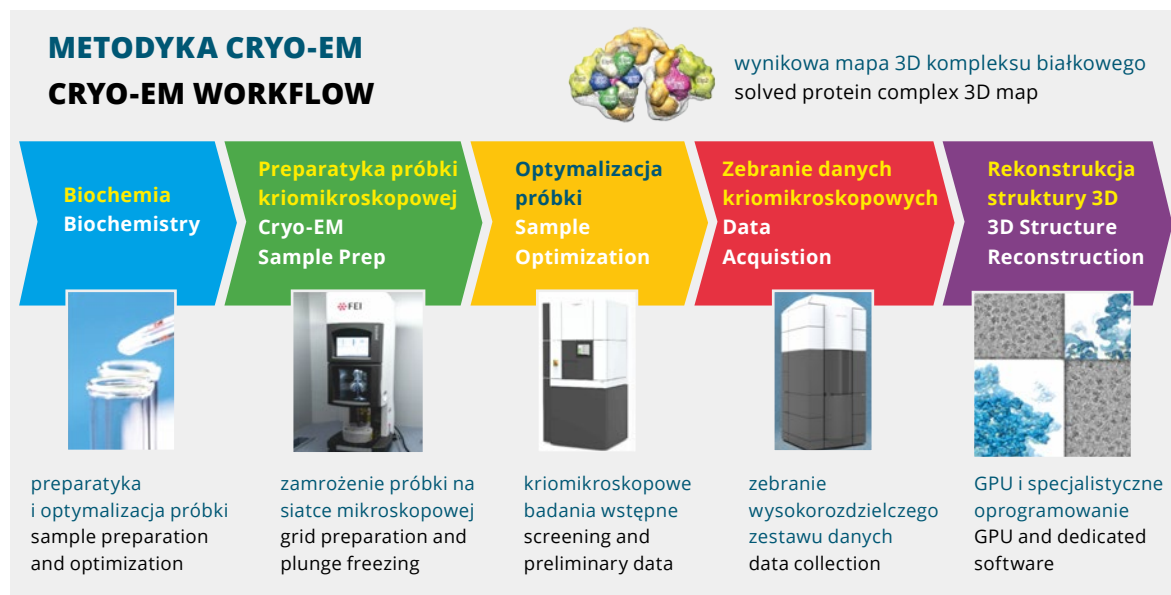 METODYKA CRYO-EM
CRYO-EM WORKFLOW
wynikowa mapa 3D kompleksu białkowego
solved protein complex 3D map
Biochemia
Biochemistry
Preparatyka próbki
kriomikroskopowej
Cryo-EM
Sample Prep
Optymalizacja
próbki
Sample
Optimization
Zebranie danych
kriomikroskopowych
Data
Acquistion
Rekonstrukcja
struktury 3D
3D Structure
Reconstruction
FEI
preparatyka
i optymalizacja próbki
sample preparation
and optimization
zamrożenie próbki na
siatce mikroskopowej
grid preparation and
plunge freezing
kriomikroskopowe
badania wstępne
screening and
preliminary data
zebranie
wysokorozdzielczego
zestawu danych
data collection
GPU i specjalistyczne
oprogramowanie
GPU and dedicated
software